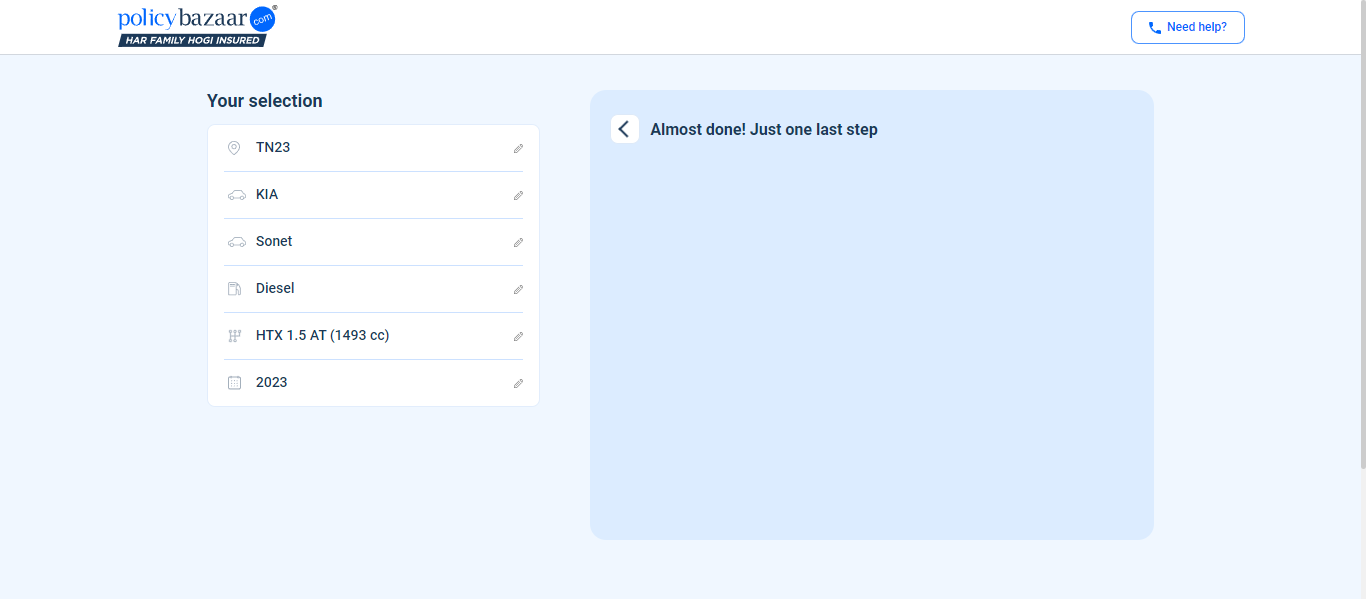 policybazaar.com®
HAR FAMILY HOGI INSURED
Need help?
Your selection
TN23
KIA
Sonet
Diesel
HTX 1.5 AT (1493 cc)
2023
Almost done! Just one last step